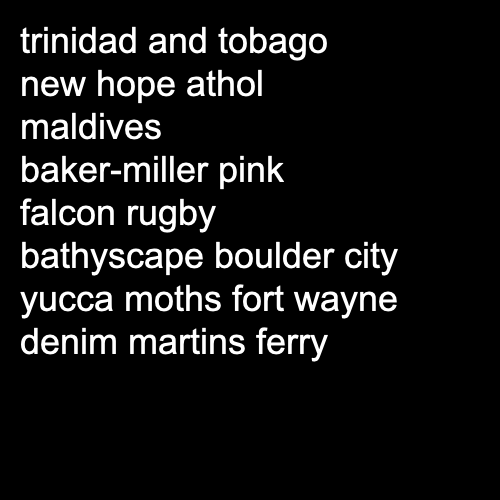 trinidad and tobago
new hope athol
maldives
baker-miller pink
falcon rugby
bathyscape boulder city
yucca moths fort wayne
denim martins ferry